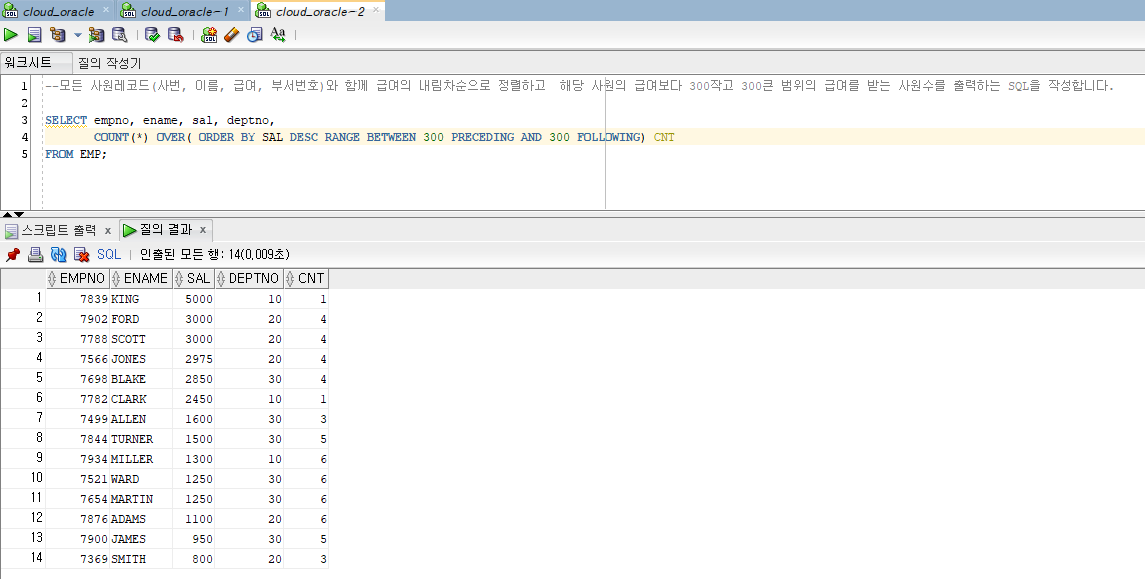 cloud_oracle × cloud_oracle~1 × cloud_oracle~2 ×
워크시트 질의 작성기
1 --모든 사원레코드(사번, 이름, 급여, 부서번호)와 함께 급여의 내림차순으로 정렬하고 해당 사원의 급여보다 300작고 300큰 범위의 급여를 받는 사원수를 출력하는 SQL을 작성합니다.
2
3 SELECT empno, ename, sal, deptno,
4 COUNT(*) OVER( ORDER BY SAL DESC RANGE BETWEEN 300 PRECEDING AND 300 FOLLOWING) CNT
5 FROM EMP;
스크립트 출력 × 질의 결과 ×
SQL | 인출된 모든 행: 14(0,009초)
EMPNO ENAME SAL DEPTNO CNT
1 7839 KING 5000 10 1
2 7902 FORD 3000 20 4
3 7788 SCOTT 3000 20 4
4 7566 JONES 2975 20 4
5 7698 BLAKE 2850 30 4
6 7782 CLARK 2450 10 1
7 7499 ALLEN 1600 30 3
8 7844 TURNER 1500 30 5
9 7934 MILLER 1300 10 6
10 7521 WARD 1250 30 6
11 7654 MARTIN 1250 30 6
12 7876 ADAMS 1100 20 6
13 7900 JAMES 950 30 5
14 7369 SMITH 800 20 3